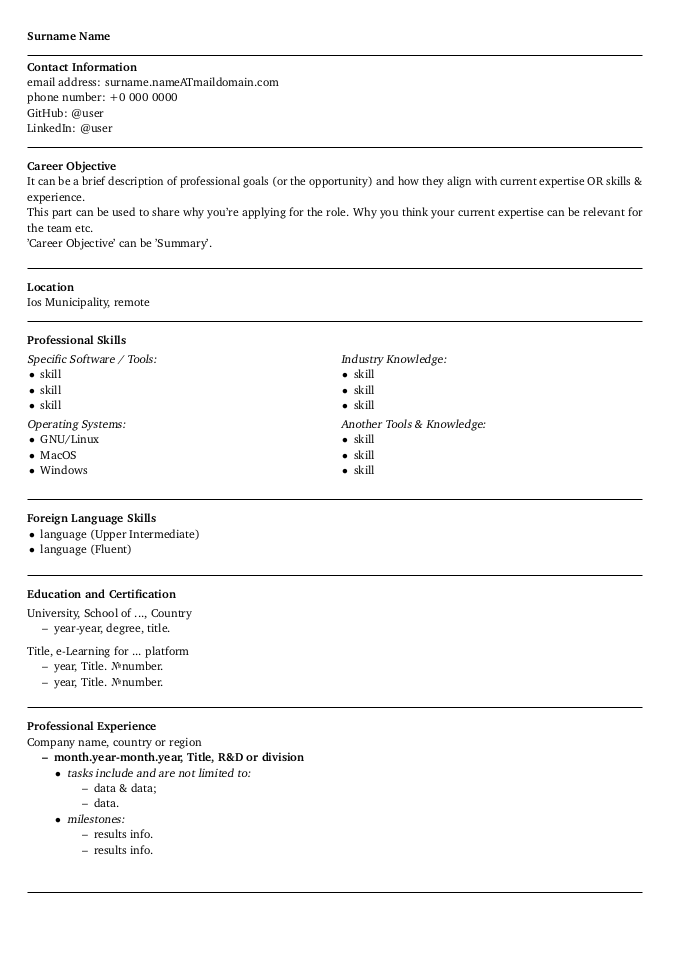 Surname Name
Contact Information
email address: surname.nameATmaildomain.com
phone number: +0 000 0000
GitHub: @user
LinkedIn: @user
Career Objective
It can be a brief description of professional goals (or the opportunity) and how they align with current expertise OR skills &
experience.
This part can be used to share why you're applying for the role. Why you think your current expertise can be relevant for
the team etc.
'Career Objective' can be 'Summary'.
Location
Ios Municipality, remote
Professional Skills
Specific Software / Tools:
• skill
• skill
• skill
Operating Systems:
• GNU/Linux
• MacOS
• Windows
Industry Knowledge:
• skill
• skill
• skill
Another Tools & Knowledge:
• skill
• skill
• skill
Foreign Language Skills
• language (Upper Intermediate)
• language (Fluent)
Education and Certification
University, School of ..., Country
– year-year, degree, title.
Title, e-Learning for ... platform
– year, Title. №number.
– year, Title. №number.
Professional Experience
Company name, country or region
– month.year-month.year, Title, R&D or division
• tasks include and are not limited to:
– data & data;
– data.
• milestones:
– results info.
– results info.